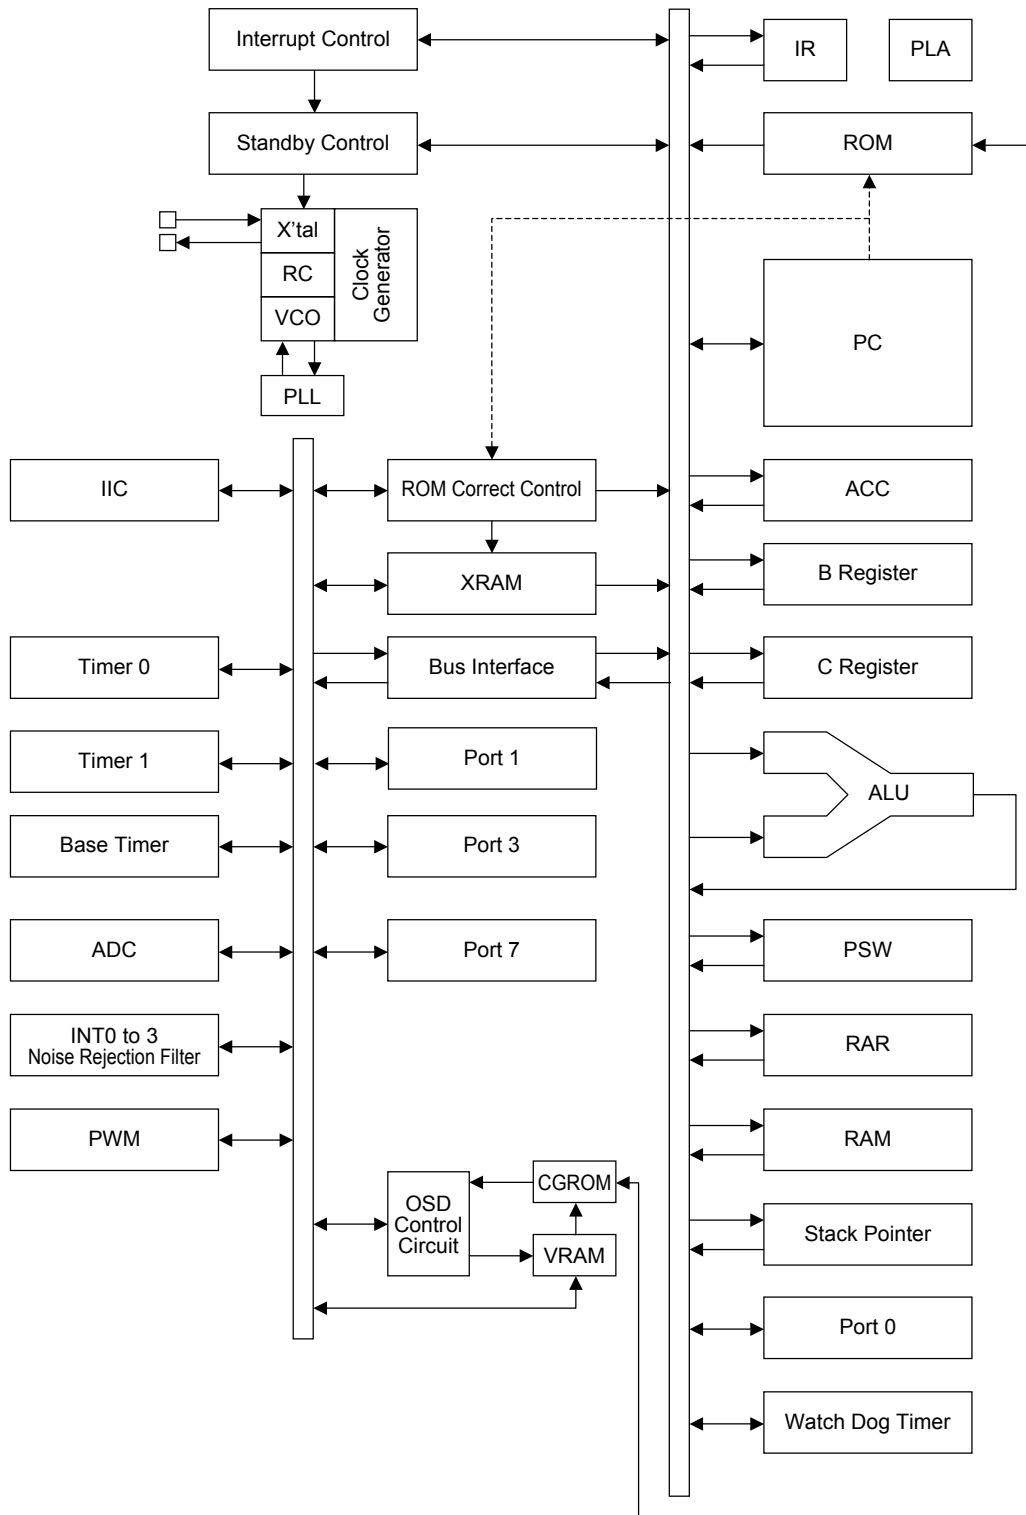 Interrupt Control
IR
PLA
Standby Control
ROM
X'tal
RC
VCO
Clock
Generator
PC
PLL
IIC
ROM Correct Control
ACC
XRAM
B Register
Timer 0
Bus Interface
C Register
Timer 1
Port 1
ALU
Base Timer
Port 3
ADC
Port 7
PSW
INT0 to 3
Noise Rejection Filter
RAR
PWM
RAM
OSD
Control
Circuit
CGROM
VRAM
Stack Pointer
Port 0
Watch Dog Timer